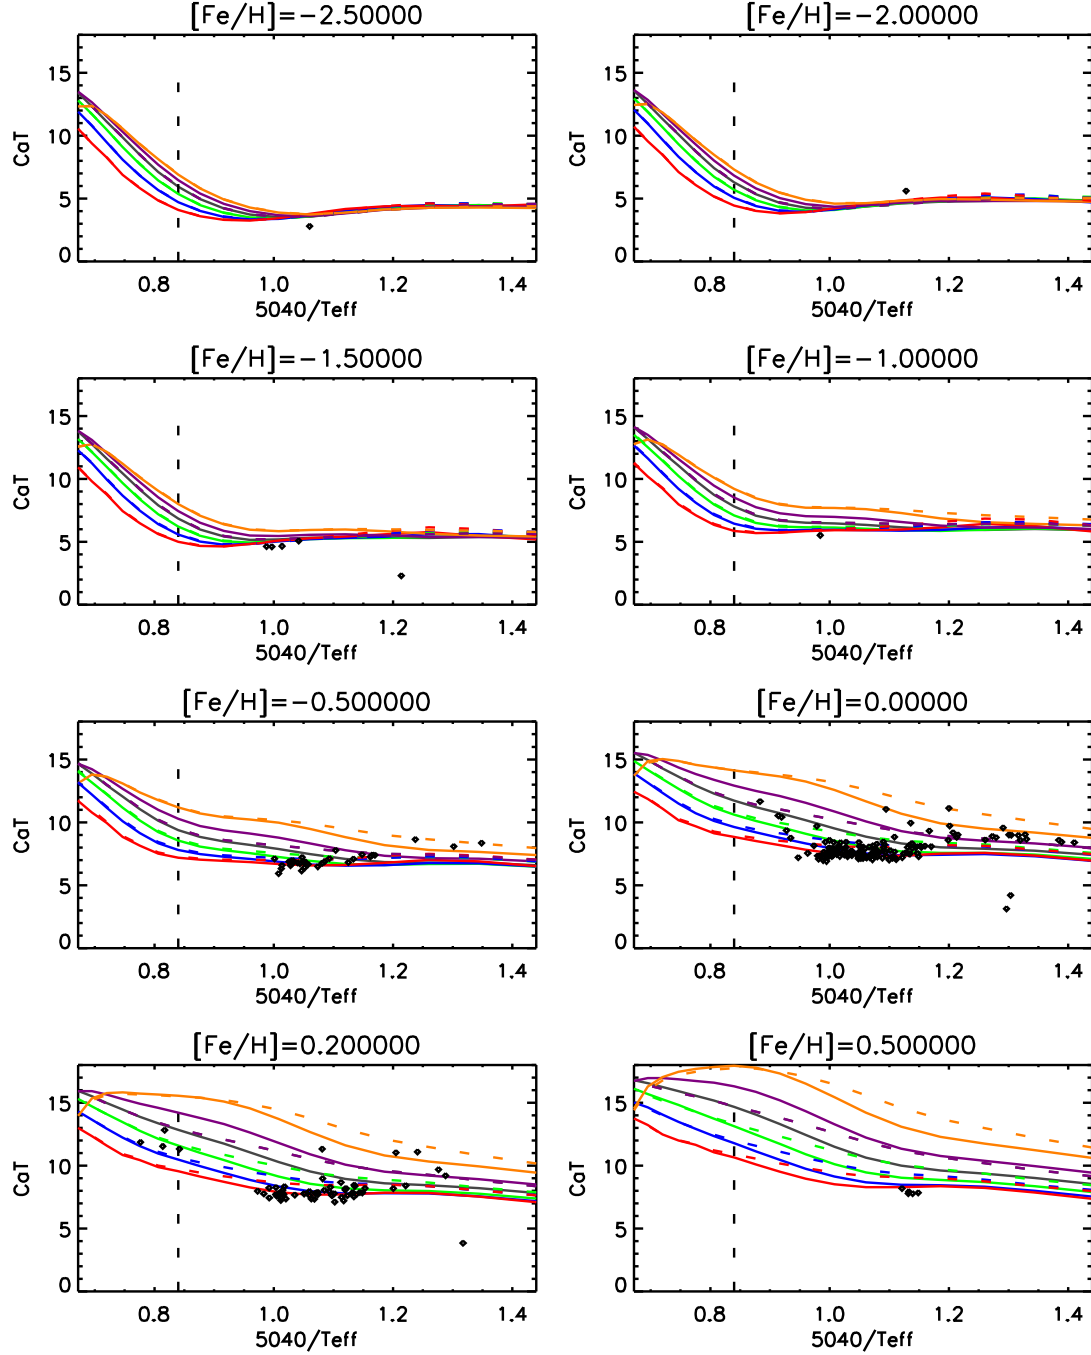 [Fe/H]=−2.50000
CaT
15
10
5
0
0.8 1.0 1.2 1.4
5040/Teff
[Fe/H]=−2.00000
CaT
15
10
5
0
0.8 1.0 1.2 1.4
5040/Teff
[Fe/H]=−1.50000
CaT
15
10
5
0
0.8 1.0 1.2 1.4
5040/Teff
[Fe/H]=−1.00000
CaT
15
10
5
0
0.8 1.0 1.2 1.4
5040/Teff
[Fe/H]=−0.500000
CaT
15
10
5
0
0.8 1.0 1.2 1.4
5040/Teff
[Fe/H]=0.00000
CaT
15
10
5
0
0.8 1.0 1.2 1.4
5040/Teff
[Fe/H]=0.200000
CaT
15
10
5
0
0.8 1.0 1.2 1.4
5040/Teff
[Fe/H]=0.500000
CaT
15
10
5
0
0.8 1.0 1.2 1.4
5040/Teff